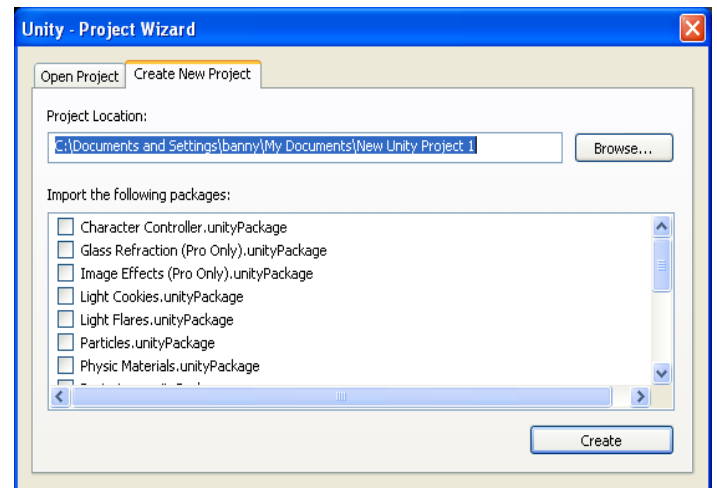 Unity - Project Wizard
Open Project Create New Project
Project Location:
C:\Documents and Settings\banny\My Documents\New Unity Project 1 Browse...
Import the following packages:
Character Controller.unityPackage
Glass Refraction (Pro Only).unityPackage
Image Effects (Pro Only).unityPackage
Light Cookies.unityPackage
Light Flares.unityPackage
Particles.unityPackage
Physic Materials.unityPackage
Create